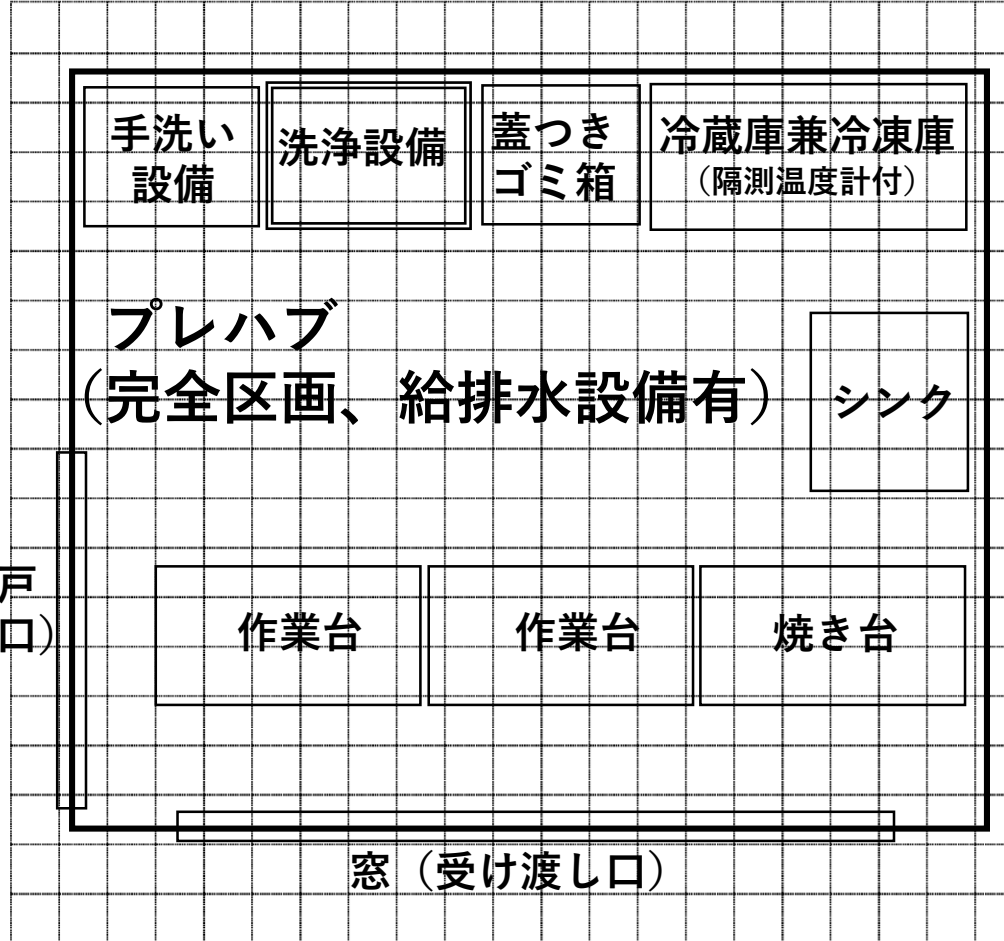 手洗い
設備
洗浄設備
蓋つき
ゴミ箱
冷蔵庫兼冷凍庫
（隔測温度計付）
プレハブ
（完全区画、給排水設備有）
シンク
戸
口）
作業台
作業台
焼き台
窓（受け渡し口）